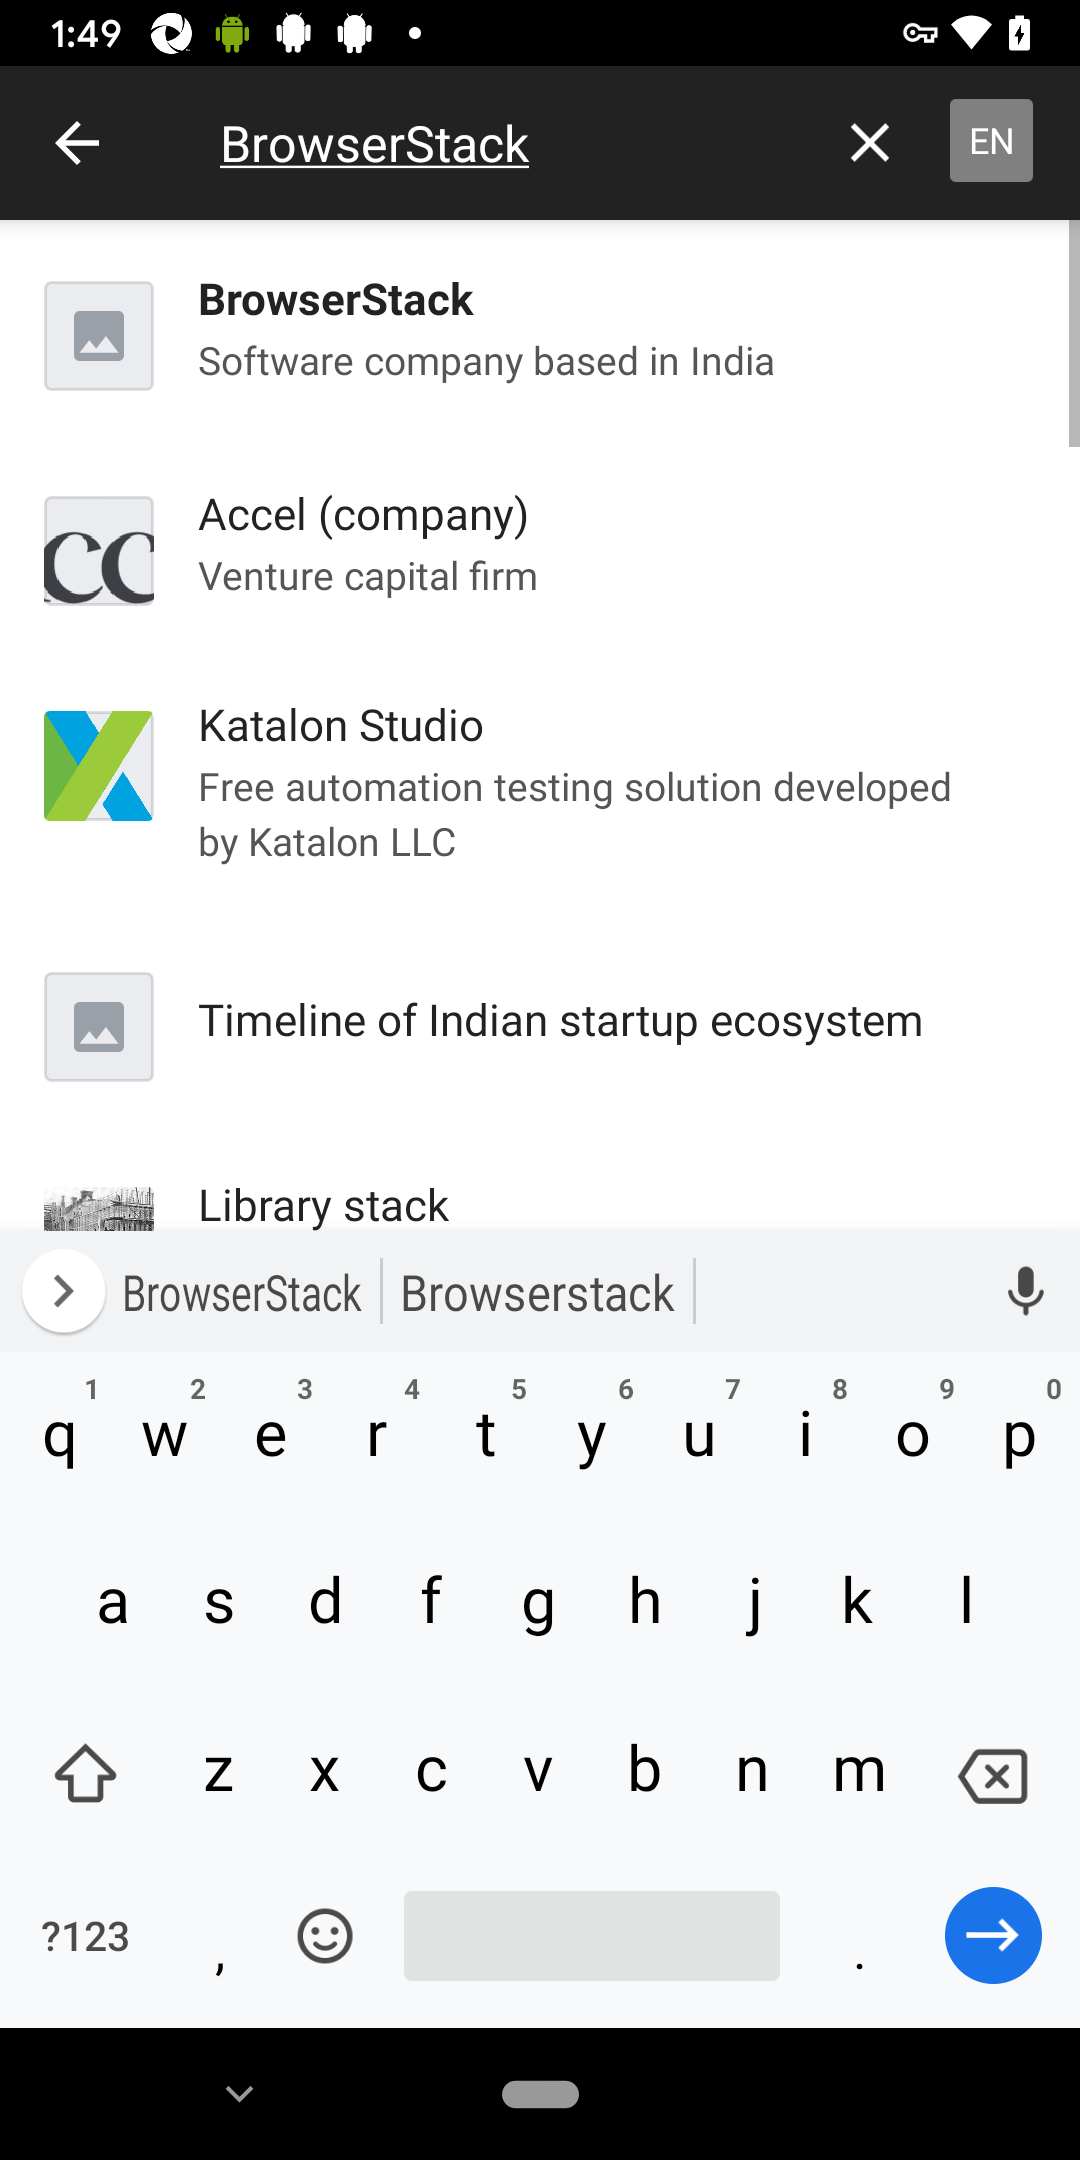 1:49
BrowserStack
EN
BrowserStack
Software company based in India
CC
Accel (company)
Venture capital firm
Katalon Studio
Free automation testing solution developed
by Katalon LLC
Timeline of Indian startup ecosystem
Library stack
BrowserStack Browserstack
1 2 3 4 5 6 7 8 9 0
q w e r t y u i o p
a s d f g h j k l
z x c v b n m
?123 , .